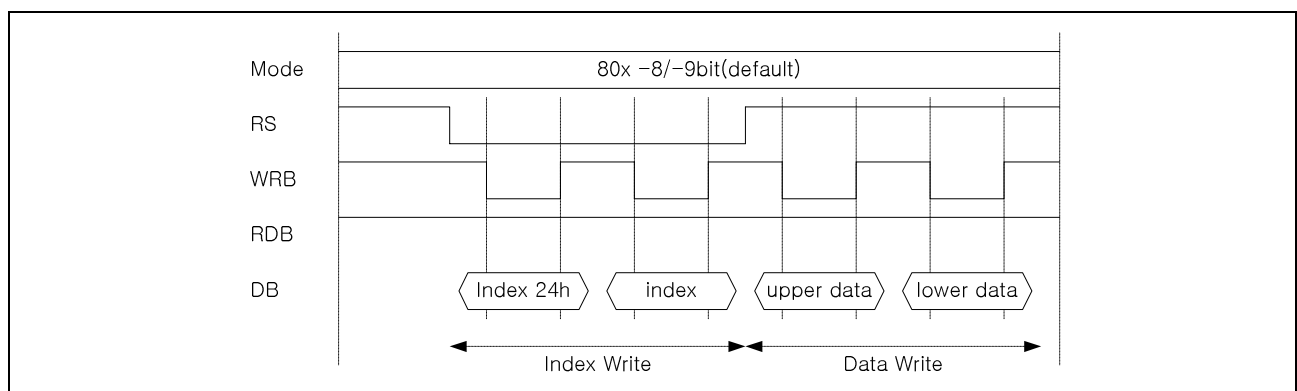 Mode 80x -8/-9bit(default)
RS
WRB
RDB
DB Index 24h index upper data lower data
Index Write Data Write